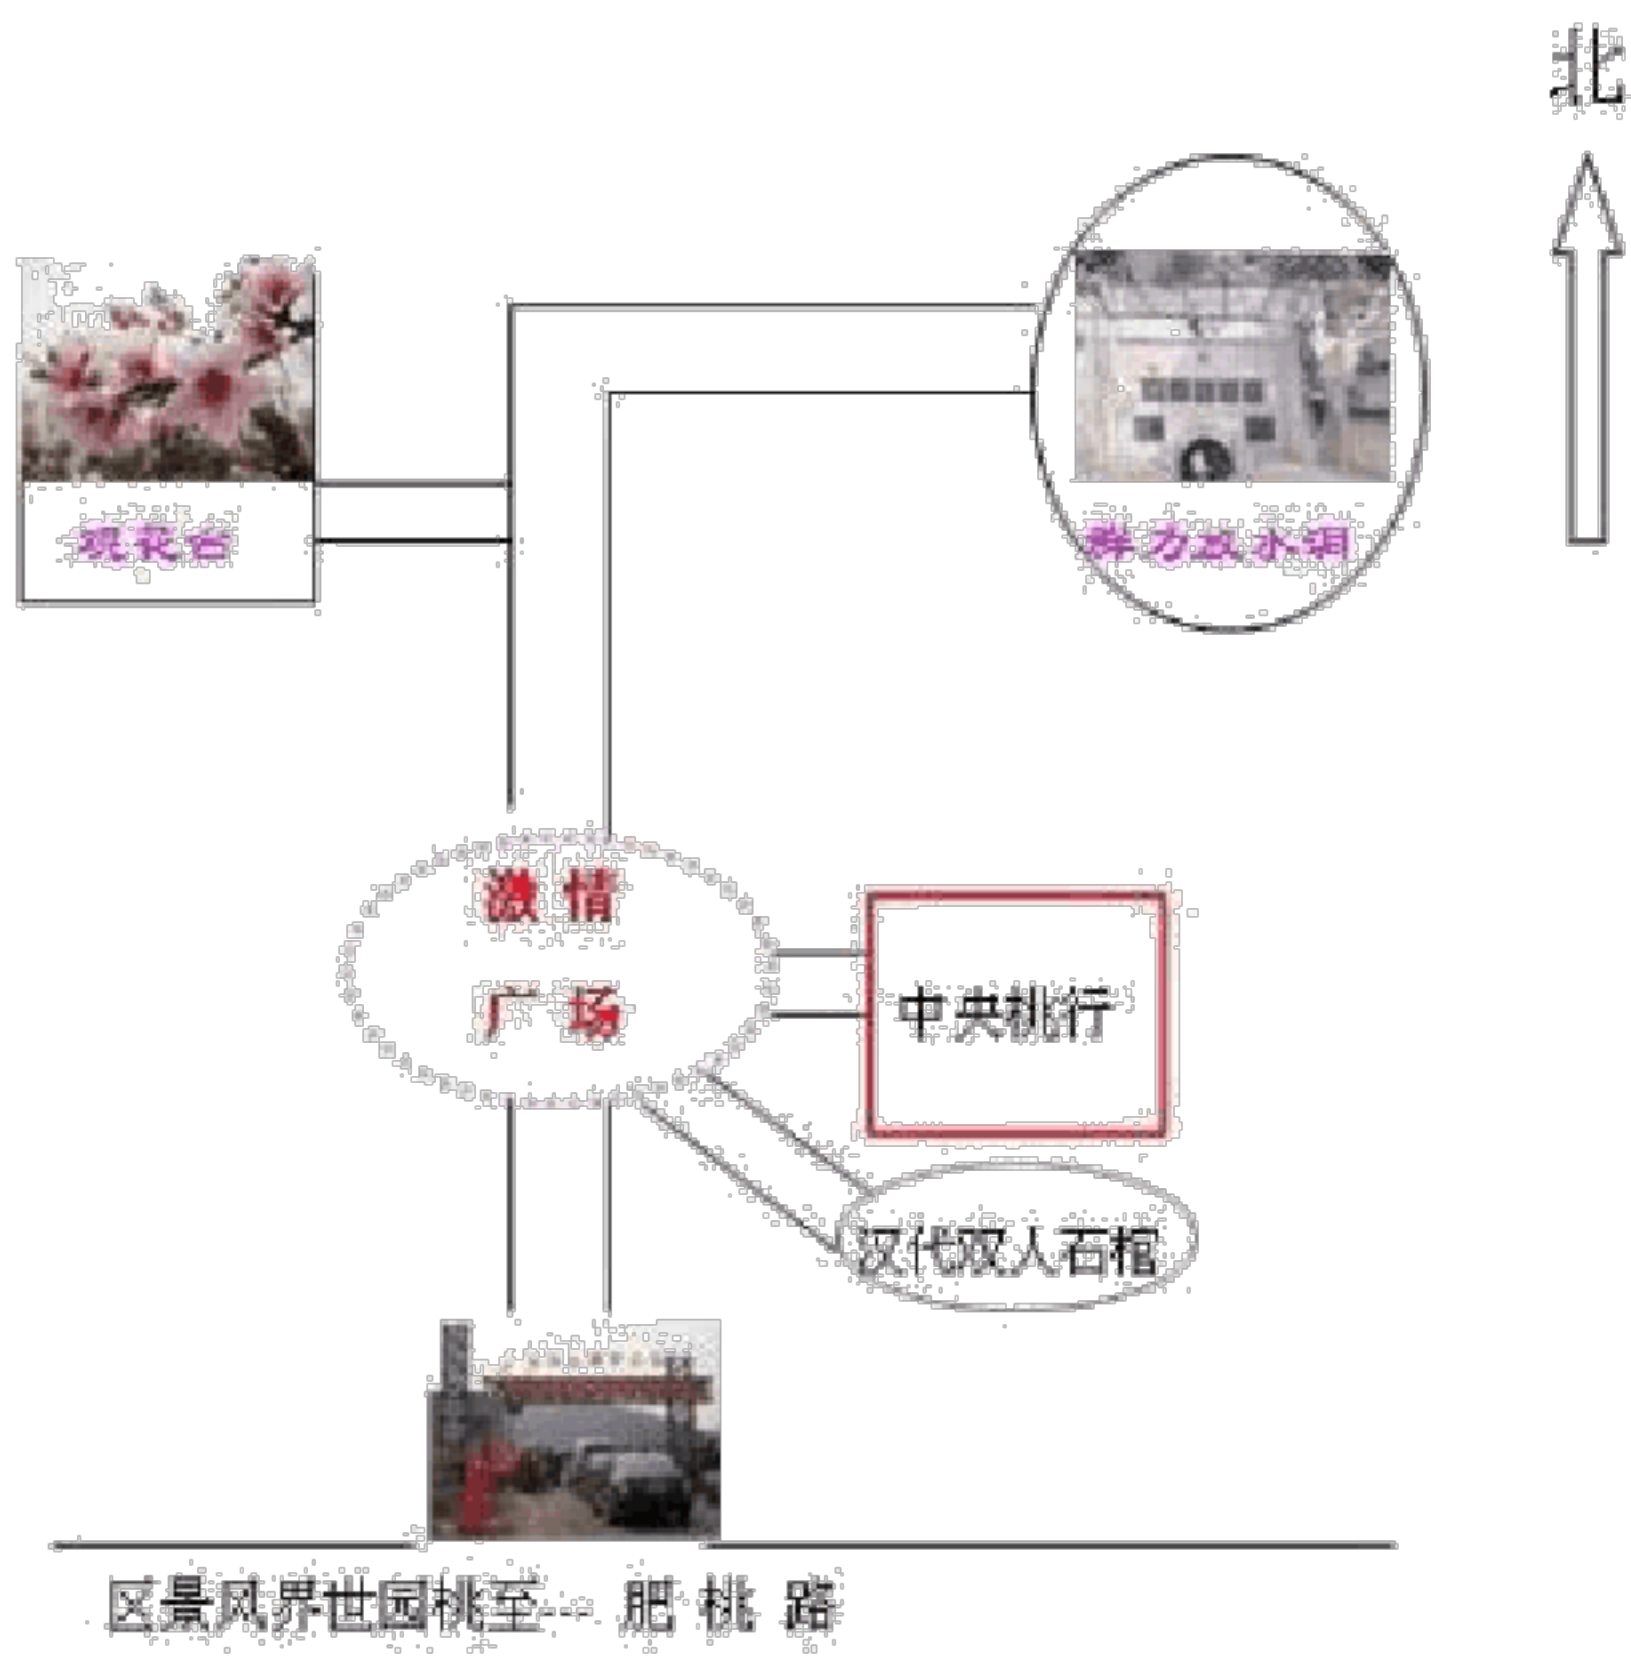 北
观花台
激 情
广 场
中央桃行
汉代双人石棺
区景风界世园桃至--- 肥 桃 路